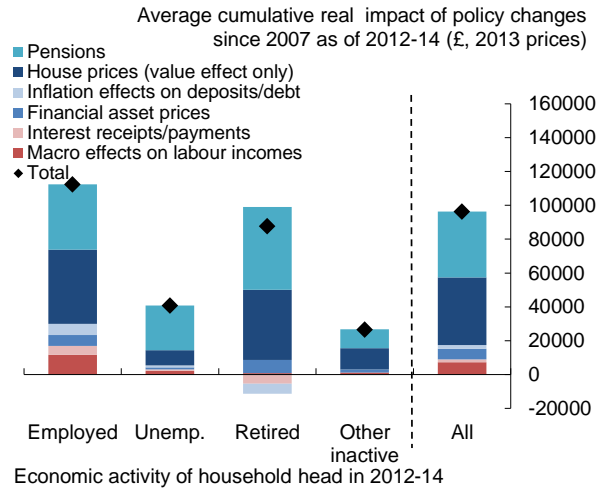 Average cumulative real impact of policy changes
since 2007 as of 2012-14 (£, 2013 prices)
Pensions
House prices (value effect only)
Inflation effects on deposits/debt
Financial asset prices
Interest receipts/payments
Macro effects on labour incomes
Total
160000
140000
120000
100000
80000
60000
40000
20000
0
-20000
Employed Unemp. Retired Other inactive All
Economic activity of household head in 2012-14